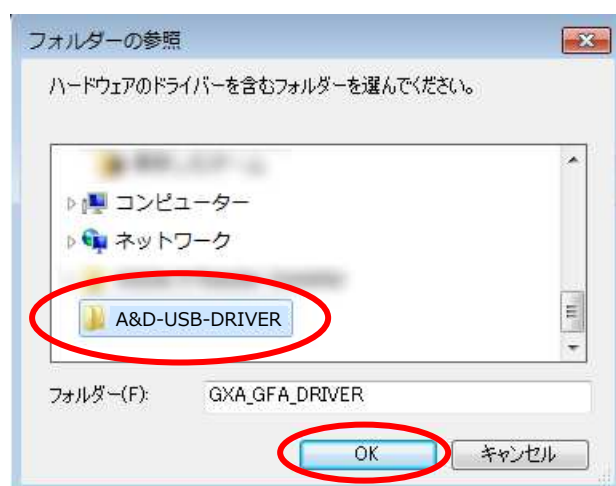 フォルダーの参照
ハードウェアのドライバーを含むフォルダーを選んでください。
コンピューター
ネットワーク
A&D-USB-DRIVER
フォルダー(F): GXA_GFA_DRIVER
OK キャンセル